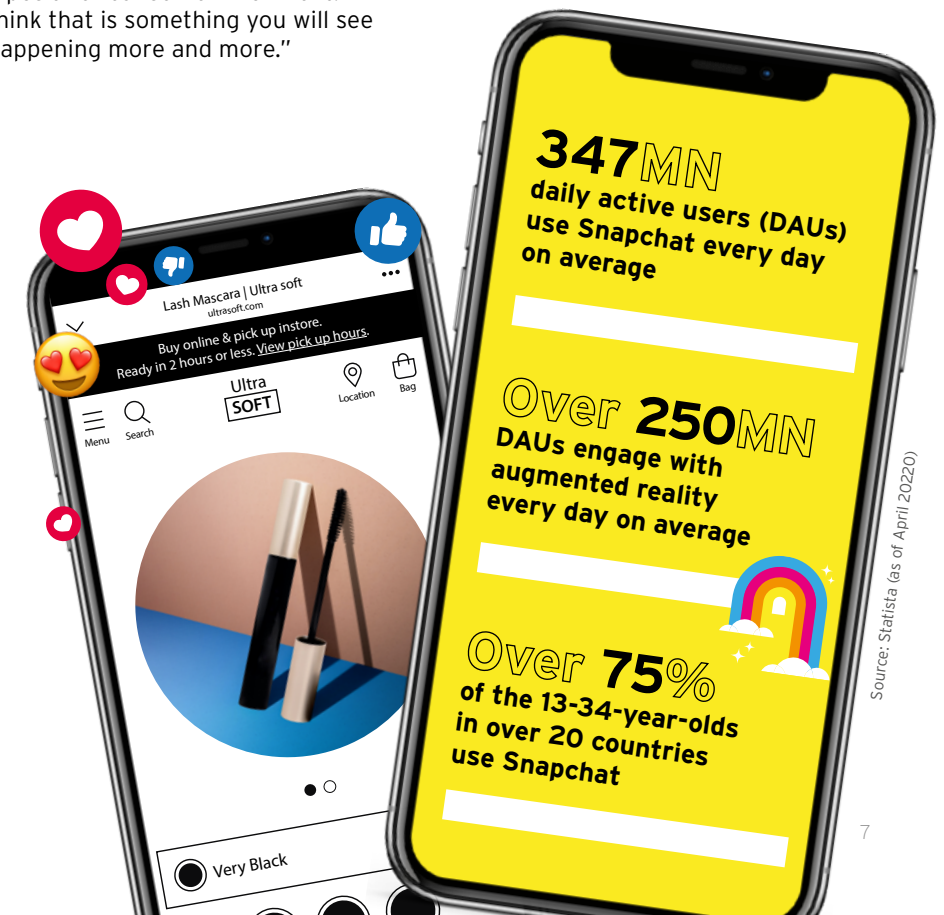 think that is something you will see
happening more and more.”
Lash Mascara | Ultra soft
ultrasoft.com
Buy online & pick up instore.
Ready in 2 hours or less. View pick up hours.
Menu
Search
Ultra
SOFT
Location
Bag
Very Black
347MN
daily active users (DAUs)
use Snapchat every day
on average
Over 250MN
DAUs engage with
augmented reality
every day on average
Over 75%
of the 13-34-year-olds
in over 20 countries
use Snapchat
Source: Statista (as of April 20220)
7